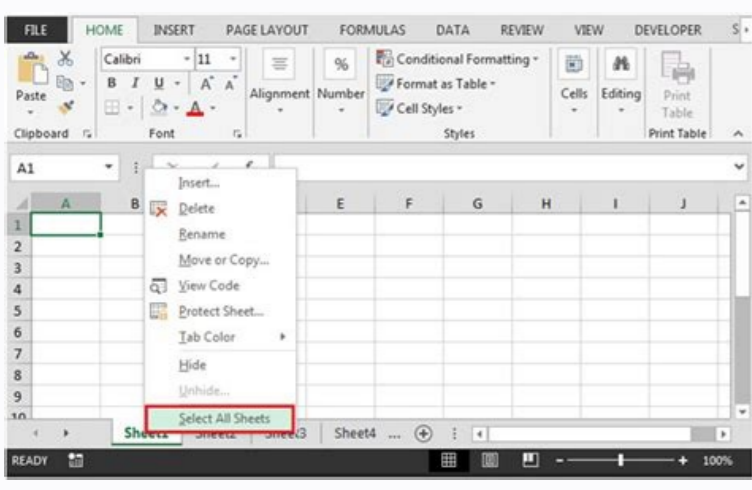 FILE HOME INSERT PAGE LAYOUT FORMULAS DATA REVIEW VIEW DEVELOPER S
Calibri 11
Paste
B I U A A
A
Alignment Number
%
Conditional Formatting
Format as Table
Cell Styles
Cells Editing Print Table
Clipboard Font Styles Print Table
A1
A B E F G H I J
1
2
3
4
5
6
7
8
9
10
Insert...
Delete
Rename
Move or Copy...
View Code
Protect Sheet...
Tab Color
Hide
Unhide...
Select All Sheets
Sheet1 Sheet2 Sheet3 Sheet4 ...
READY 100%